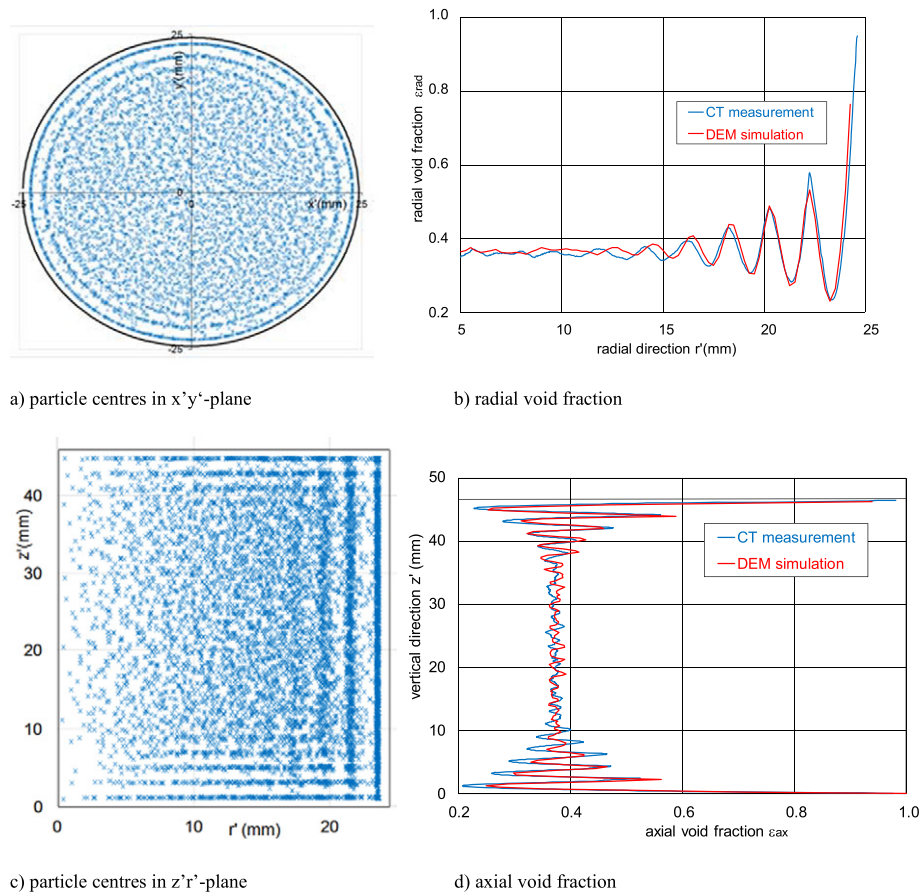 25
y'(mm)
-25
0
0
x'(mm)
25
-25
a) particle centres in x’y‘-plane
1.0
0.8
0.6
0.4
0.2
radial void fraction εrad
CT measurement
DEM simulation
5
10
15
20
25
radial direction r'(mm)
b) radial void fraction
40
30
20
10
0
z'(mm)
0
10
20
r' (mm)
c) particle centres in z’r’-plane
50
40
30
20
10
0
vertical direction z' (mm)
CT measurement
DEM simulation
0.2
0.4
0.6
0.8
1.0
axial void fraction εax
d) axial void fraction